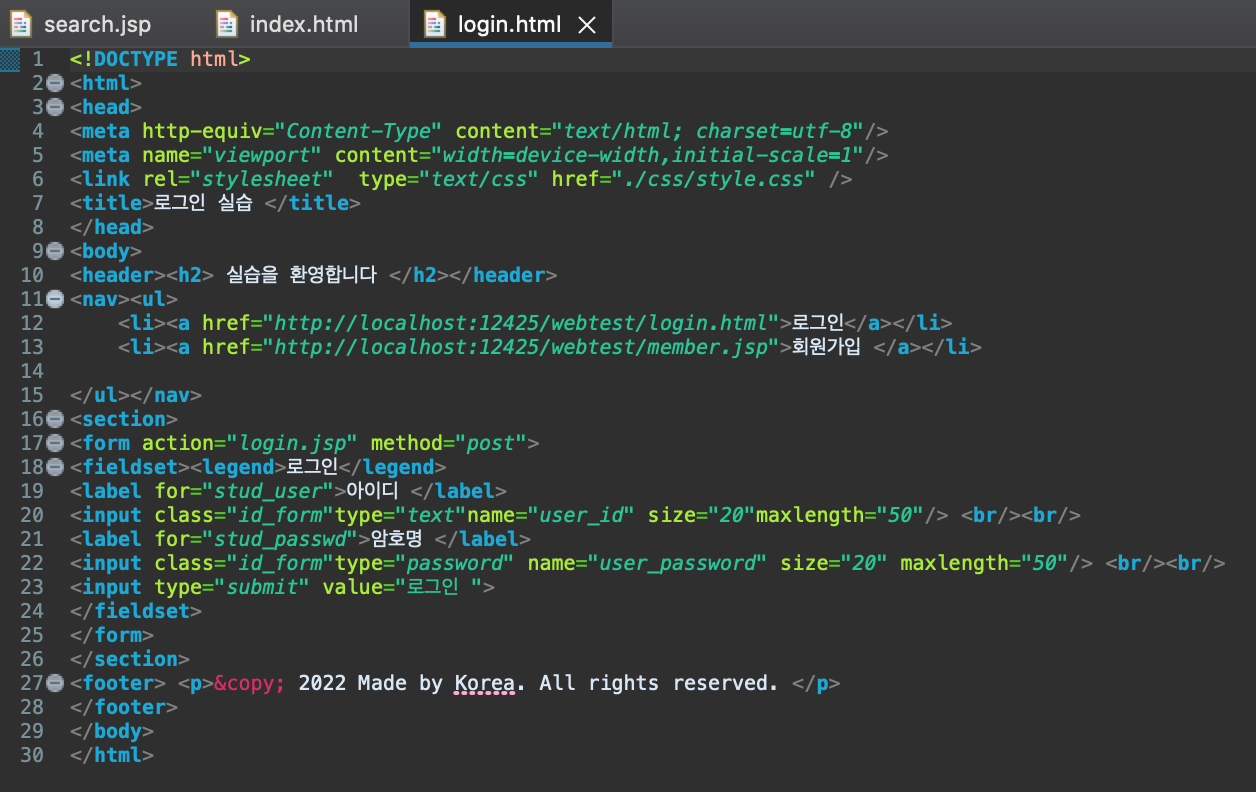 search.jsp index.html login.html
1 <!DOCTYPE html>
2 <html>
3 <head>
4 <meta http-equiv="Content-Type" content="text/html; charset=utf-8"/>
5 <meta name="viewport" content="width=device-width,initial-scale=1"/>
6 <link rel="stylesheet"  type="text/css" href="./css/style.css" />
7 <title>로그인 실습 </title>
8 </head>
9 <body>
10 <header><h2> 실습을 환영합니다 </h2></header>
11 <nav><ul>
12     <li><a href="http://localhost:12425/webtest/login.html">로그인</a></li>
13     <li><a href="http://localhost:12425/webtest/member.jsp">회원가입 </a></li>
14
15 </ul></nav>
16 <section>
17 <form action="login.jsp" method="post">
18 <fieldset><legend>로그인</legend>
19 <label for="stud_user">아이디 </label>
20 <input class="id_form"type="text"name="user_id" size="20"maxlength="50"/> <br/><br/>
21 <label for="stud_passwd">암호명 </label>
22 <input class="id_form"type="password" name="user_password" size="20" maxlength="50"/> <br/><br/>
23 <input type="submit" value="로그인 ">
24 </fieldset>
25 </form>
26 </section>
27 <footer> <p>&copy; 2022 Made by Korea. All rights reserved. </p>
28 </footer>
29 </body>
30 </html>